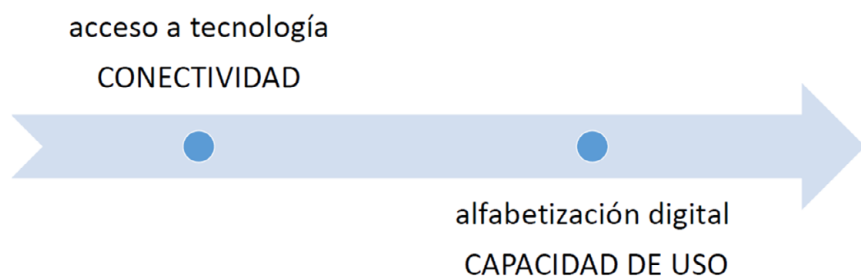 acceso a tecnología
CONECTIVIDAD
alfabetización digital
CAPACIDAD DE USO